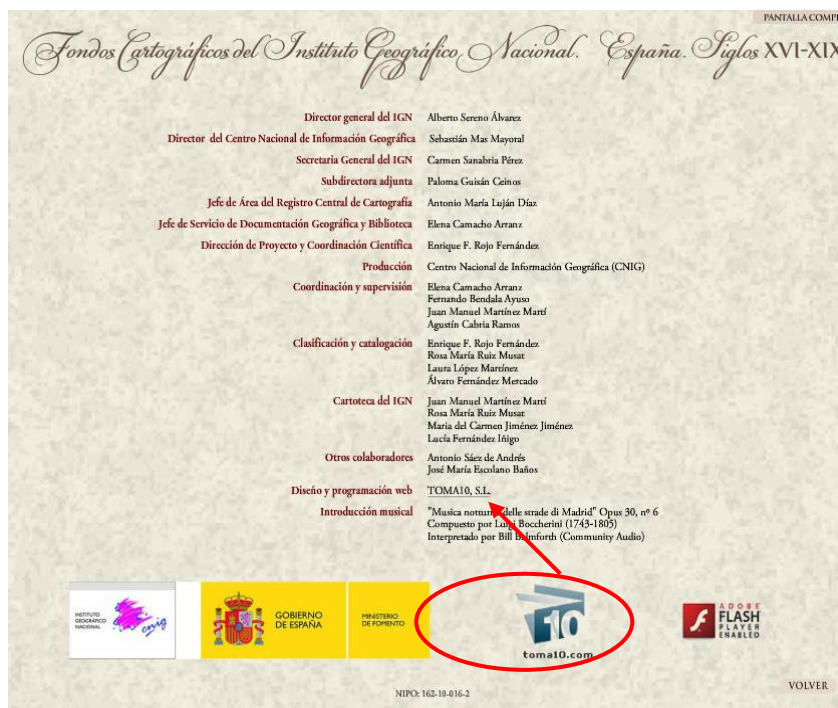 PANTALLA COMPL
Fondos Cartográficos del Instituto Geográfico Nacional. España. Siglos XVI-XIX
Director general del IGN Alberto Sereno Álvarez
Director del Centro Nacional de Información Geográfica Sebastián Mas Mayoral
Secretaria General del IGN Carmen Sanabria Pérez
Subdirectora adjunta Paloma Guisán Ceinos
Jefe de Área del Registro Central de Cartografía Antonio María Luján Díaz
Jefe de Servicio de Documentación Geográfica y Biblioteca Elena Camacho Arranz
Dirección de Proyecto y Coordinación Científica Enrique F. Rojo Fernández
Producción Centro Nacional de Información Geográfica (CNIG)
Coordinación y supervisión Elena Camacho Arranz
Fernando Bendala Ayuso
Juan Manuel Martínez Martí
Agustín Cabria Ramos
Clasificación y catalogación Enrique F. Rojo Fernández
Rosa María Ruiz Musat
Laura López Martínez
Álvaro Fernández Mercado
Cartoteca del IGN Juan Manuel Martínez Martí
Rosa María Ruiz Musat
Maria del Carmen Jiménez Jiménez
Lucía Fernández Iñigo
Otros colaboradores Antonio Sáez de Andrés
José María Escolano Baños
Diseño y programación web TOMA10, S.L.
Introducción musical "Musica notturna delle strade di Madrid" Opus 30, nº 6
Compuesto por Luigi Boccherini (1743-1805)
Interpretado por Bill Balmforth (Community Audio)
INSTITUTO
GEOGRÁFICO
NACIONAL
cnig
GOBIERNO
DE ESPAÑA
MINISTERIO
DE FOMENTO
10
toma10.com
ADOBE
FLASH
PLAYER
ENABLED
VOLVER
NIPO: 162-10-016-2